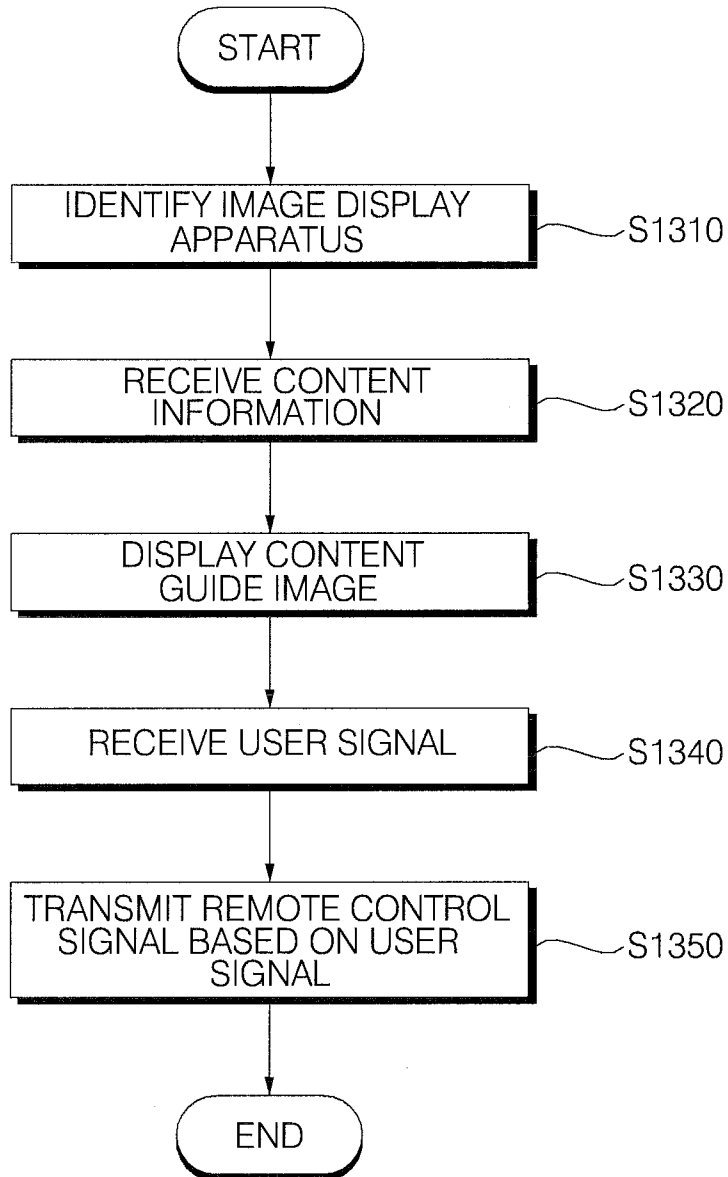 START
IDENTIFY IMAGE DISPLAY
APPARATUS
S1310
RECEIVE CONTENT
INFORMATION
S1320
DISPLAY CONTENT
GUIDE IMAGE
S1330
RECEIVE USER SIGNAL
S1340
TRANSMIT REMOTE CONTROL
SIGNAL BASED ON USER
SIGNAL
S1350
END